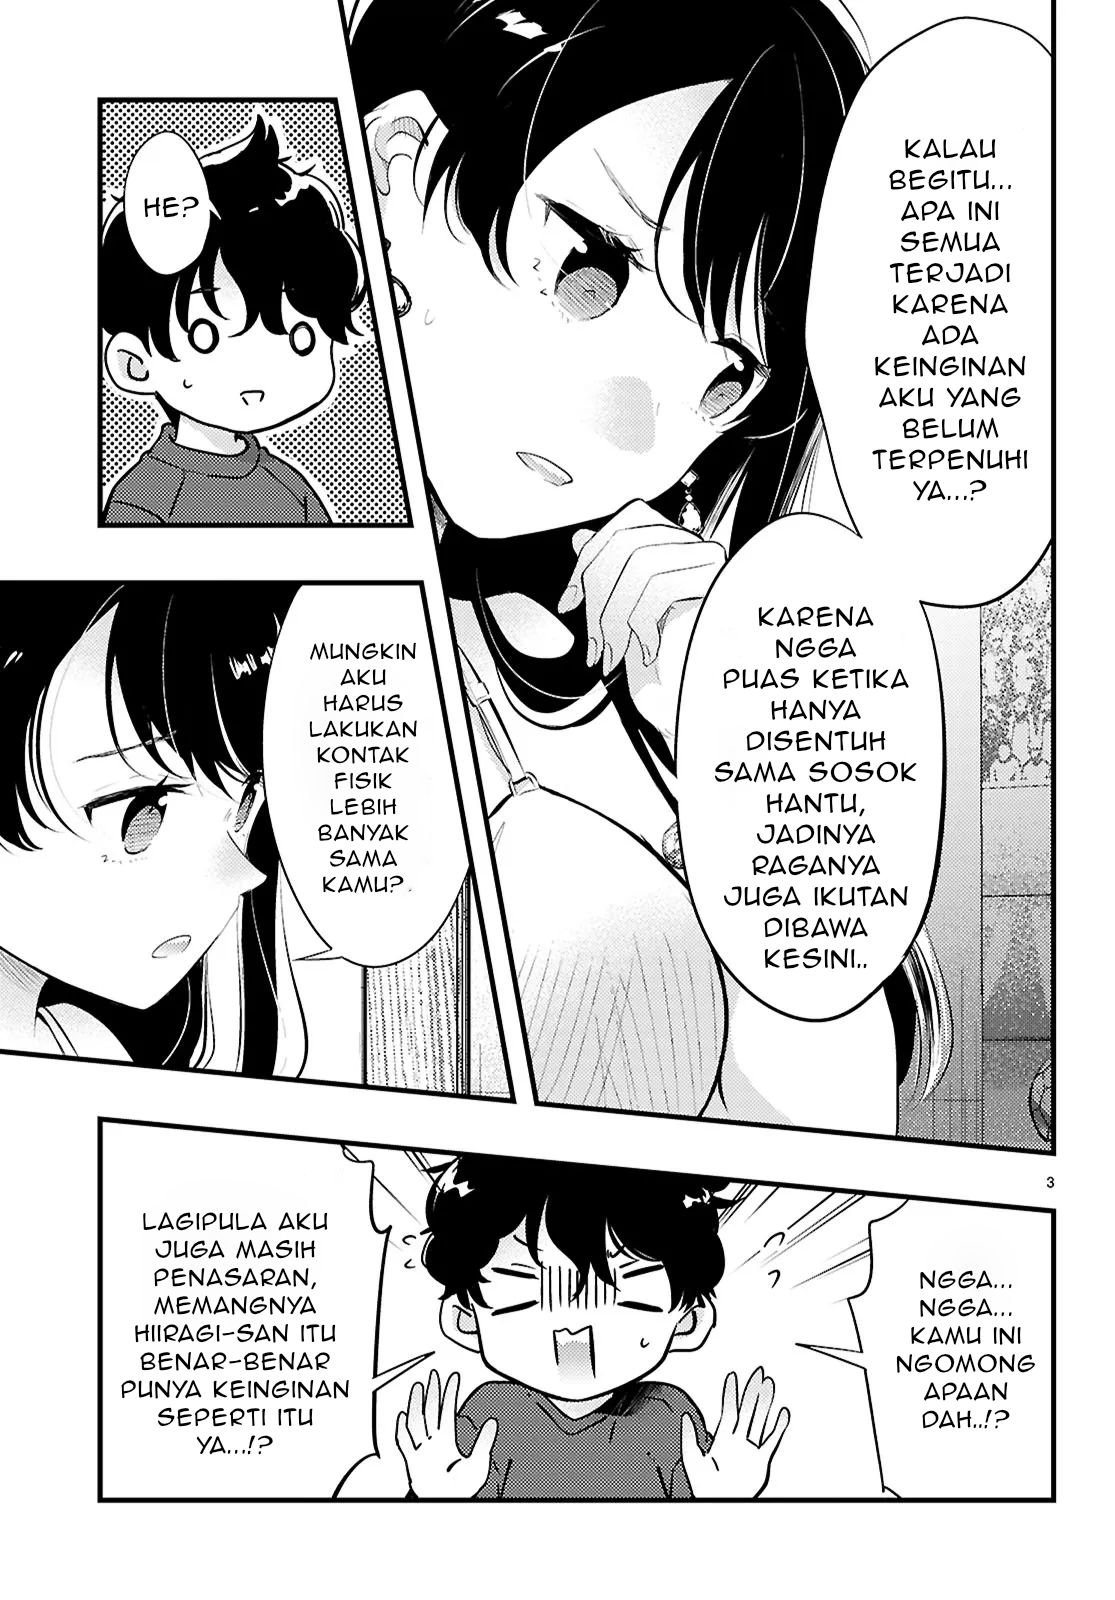 KALAU
BEGITU...
APA INI
SEMUA
TERJADI
KARENA
ADA
KEINGINAN
AKU YANG
BELUM
TERPENUHI
YA...?
KARENA
NGGA
PUAS KETIKA
HANYA
DISENTUH
SAMA SOSOK
HANTU,
JADINYA
RAGANYA
JUGA IKUTAN
DIBAWA
KESINI..
HE?
MUNGKIN
AKU
HARUS
LAKUKAN
KONTAK
FISIK
LEBIH
BANYAK
SAMA
KAMU?
3
NGGA...
NGGA...
KAMU INI
NGOMONG
APAAN
DAH..!?
LAGIPULA AKU
JUGA MASIH
PENASARAN,
MEMANGNYA
HIIRAGI-SAN ITU
BENAR-BENAR
PUNYA KEINGINAN
SEPERTI ITU
YA...!?